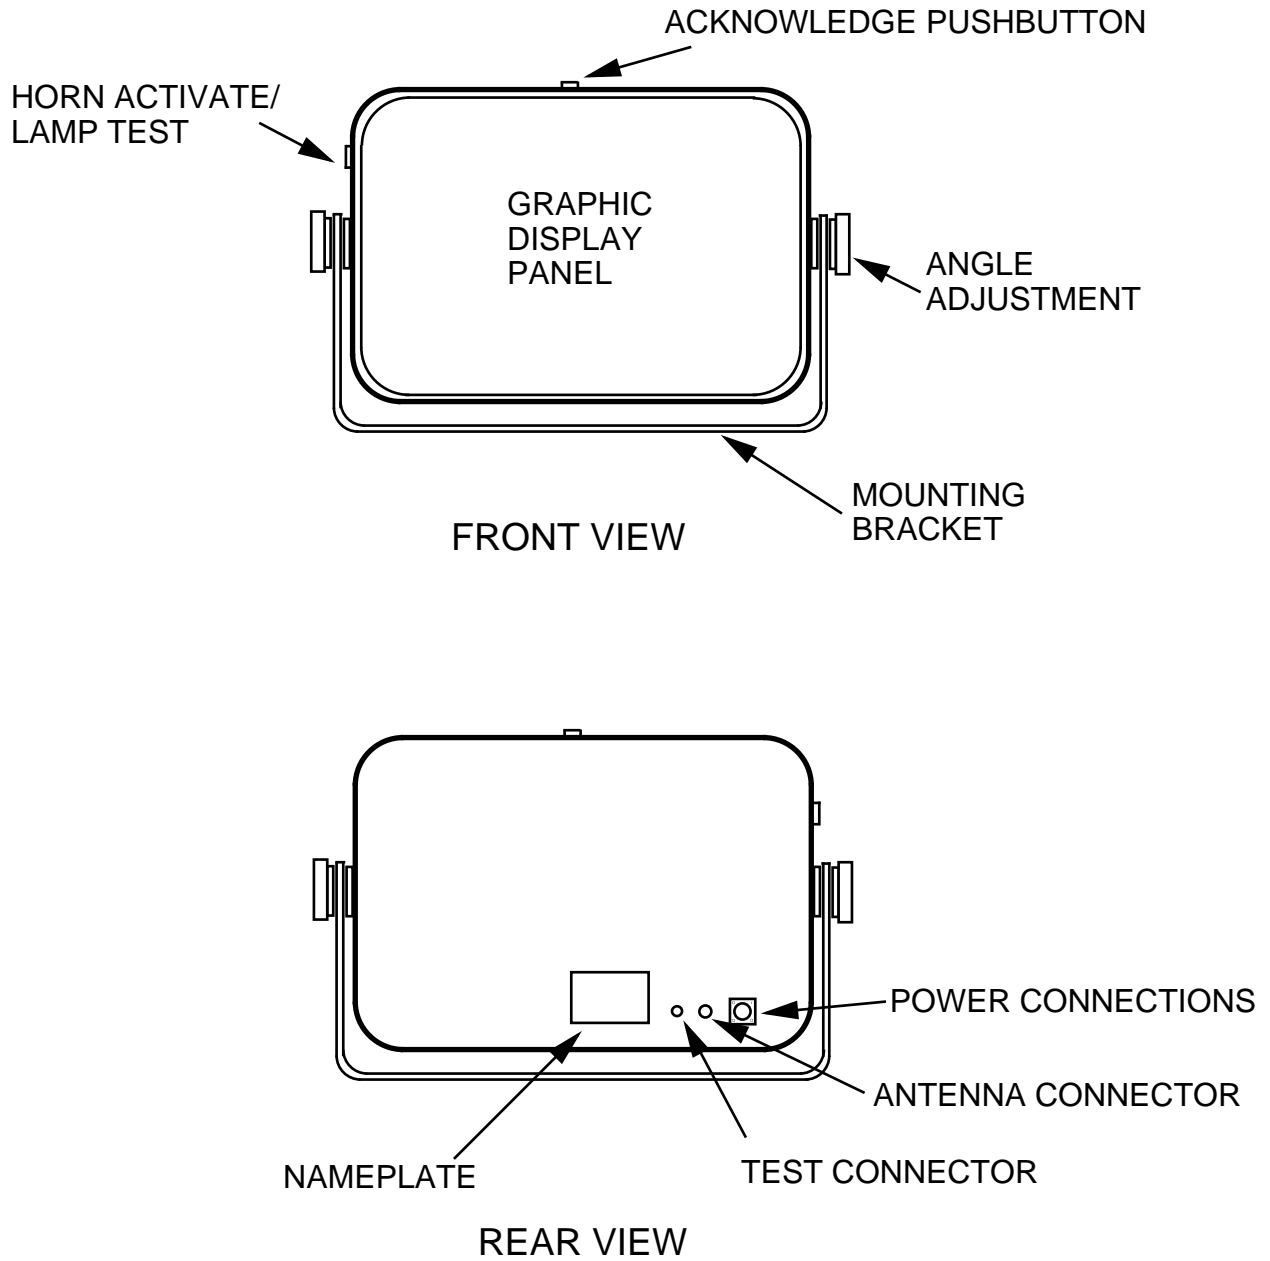 ACKNOWLEDGE PUSHBUTTON
HORN ACTIVATE/
LAMP TEST
GRAPHIC
DISPLAY
PANEL
ANGLE
ADJUSTMENT
MOUNTING
BRACKET
FRONT VIEW
POWER CONNECTIONS
ANTENNA CONNECTOR
TEST CONNECTOR
NAMEPLATE
REAR VIEW